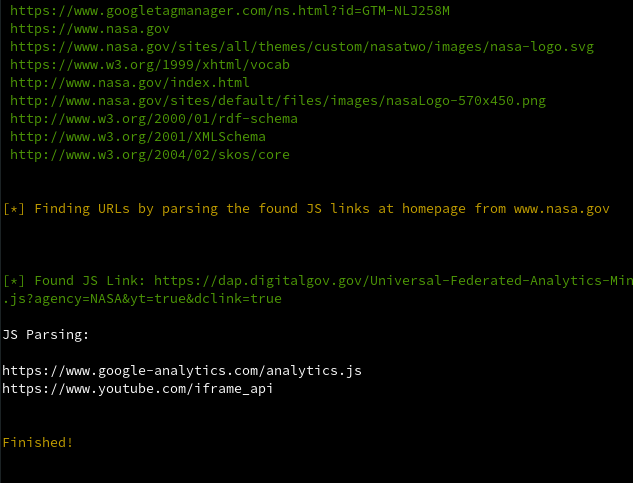 https://www.googletagmanager.com/ns.html?id=GTM-NLJ258M
https://www.nasa.gov
https://www.nasa.gov/sites/all/themes/custom/nasatwo/images/nasa-logo.svg
https://www.w3.org/1999/xhtml/vocab
http://www.nasa.gov/index.html
http://www.nasa.gov/sites/default/files/images/nasaLogo-570x450.png
http://www.w3.org/2000/01/rdf-schema
http://www.w3.org/2001/XMLSchema
http://www.w3.org/2004/02/skos/core
[*] Finding URLs by parsing the found JS links at homepage from www.nasa.gov
[*] Found JS Link: https://dap.digitalgov.gov/Universal-Federated-Analytics-Min
.js?agency=NASA&yt=true&dclink=true
JS Parsing:
https://www.google-analytics.com/analytics.js
https://www.youtube.com/iframe_api
Finished!